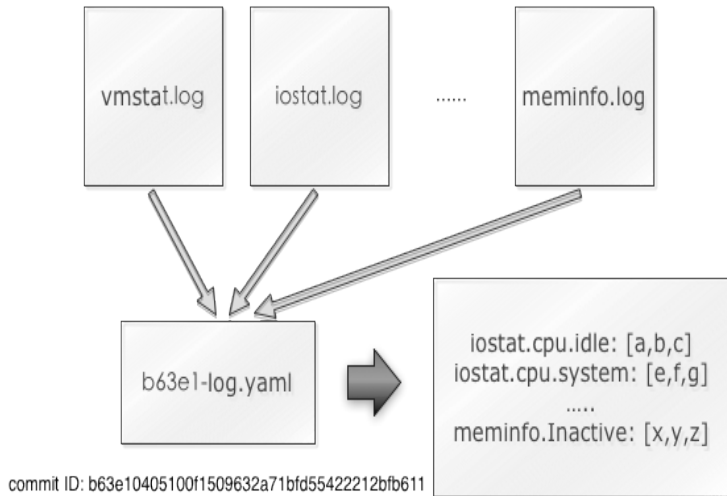 vmstat.log
iostat.log
......
meminfo.log
b63e1-log.yaml
iostat.cpu.idle: [a,b,c]
iostat.cpu.system: [e,f,g]
.....
meminfo.Inactive: [x,y,z]
commit ID: b63e10405100f1509632a71bfd55422212bfb611